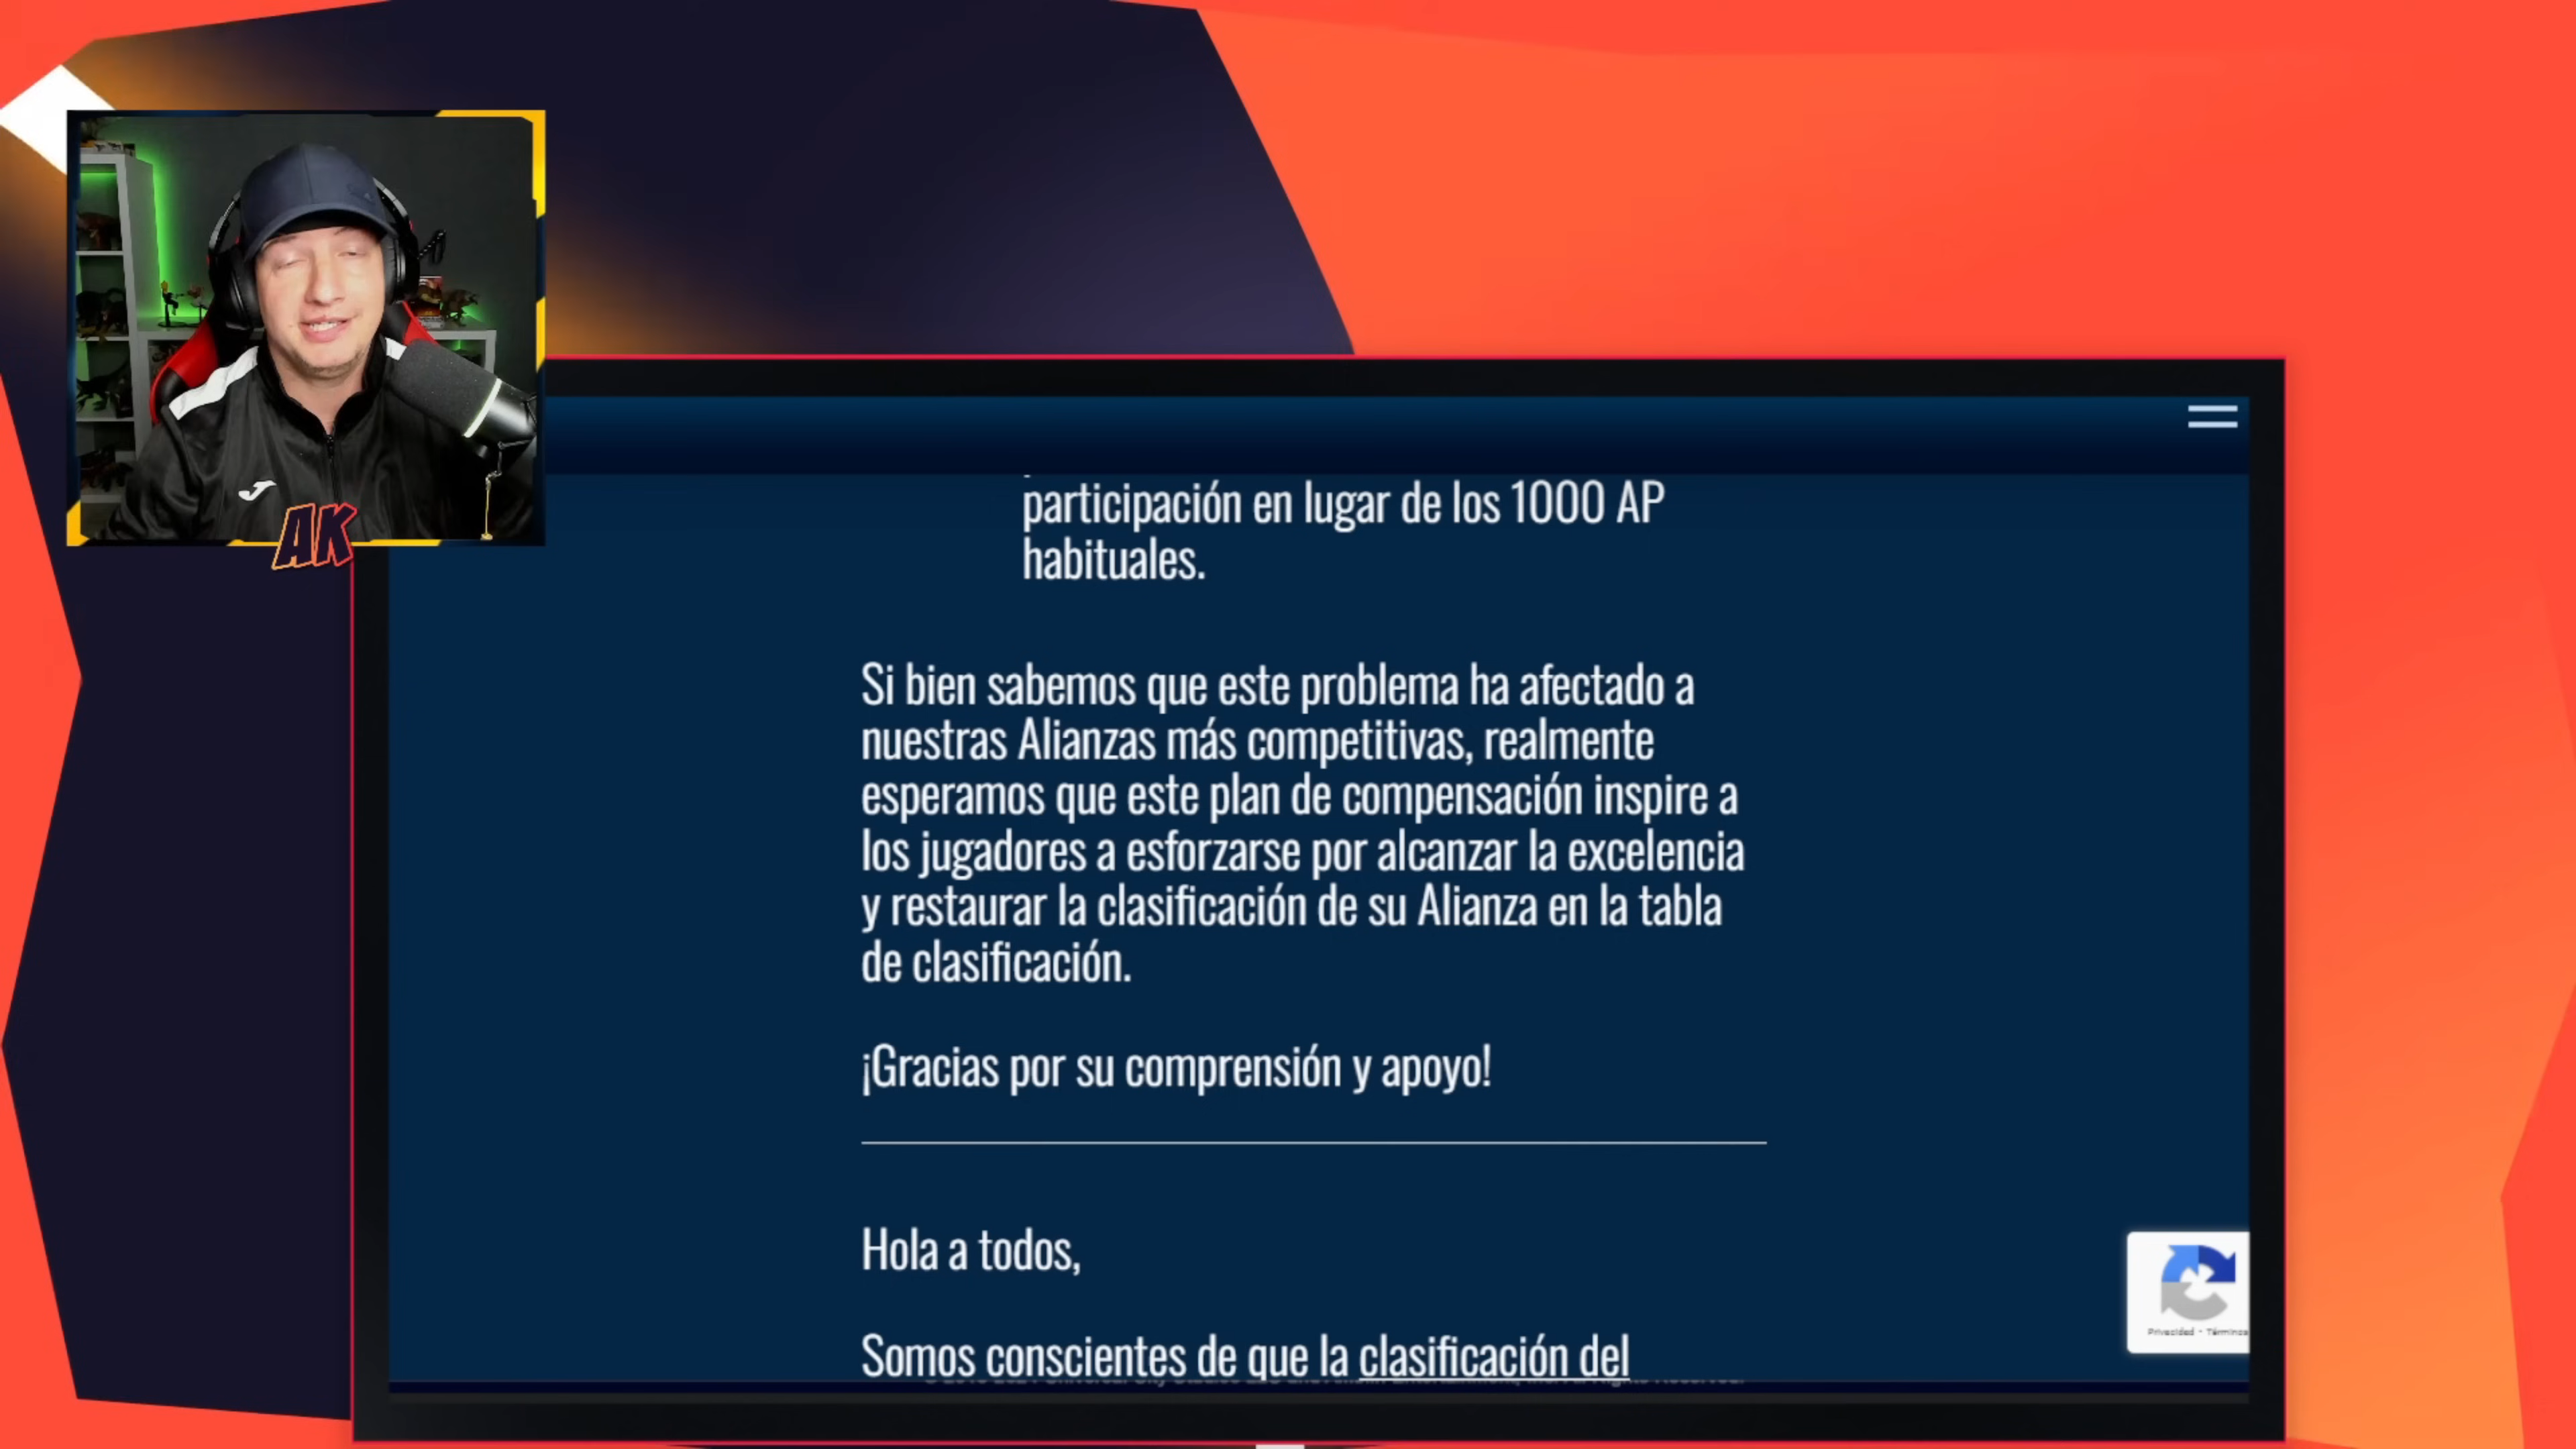 AK
participación en lugar de los 1000 AP
habituales.
Si bien sabemos que este problema ha afectado a
nuestras Alianzas más competitivas, realmente
esperamos que este plan de compensación inspire a
los jugadores a esforzarse por alcanzar la excelencia
y restaurar la clasificación de su Alianza en la tabla
de clasificación.
¡Gracias por su comprensión y apoyo!
Hola a todos,
Somos conscientes de que la clasificación del
Privacidad - Términos